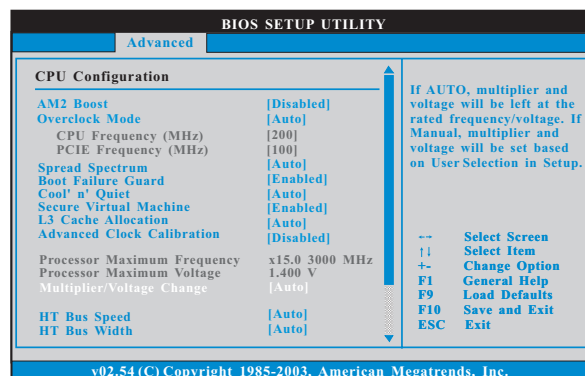 BIOS SETUP UTILITY
Advanced
CPU Configuration
AM2 Boost [Disabled]
Overclock Mode [Auto]
CPU Frequency (MHz) [200]
PCIE Frequency (MHz) [100]
Spread Spectrum [Auto]
Boot Failure Guard [Enabled]
Cool' n' Quiet [Auto]
Secure Virtual Machine [Enabled]
L3 Cache Allocation [Auto]
Advanced Clock Calibration [Disabled]
Processor Maximum Frequency x15.0 3000 MHz
Processor Maximum Voltage 1.400 V
Multiplier/Voltage Change [Auto]
HT Bus Speed [Auto]
HT Bus Width [Auto]
If AUTO, multiplier and
voltage will be left at the
rated frequency/voltage. If
Manual, multiplier and
voltage will be set based
on User Selection in Setup.
↔ Select Screen
↑↓ Select Item
+- Change Option
F1 General Help
F9 Load Defaults
F10 Save and Exit
ESC Exit
v02.54 (C) Copyright 1985-2003, American Megatrends, Inc.